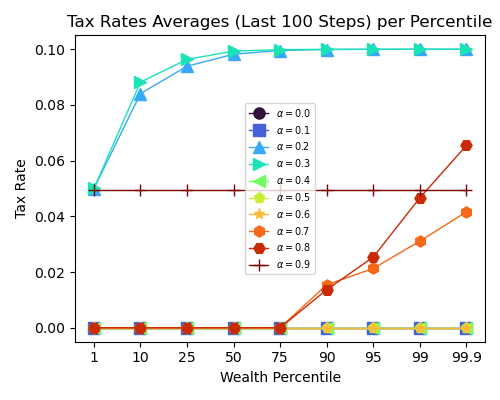 Tax Rates Averages (Last 100 Steps) per Percentile
0.10
0.08
0.06
0.04
0.02
0.00
Tax Rate
α = 0.0
α = 0.1
α = 0.2
α = 0.3
α = 0.4
α = 0.5
α = 0.6
α = 0.7
α = 0.8
α = 0.9
1 10 25 50 75 90 95 99 99.9
Wealth Percentile